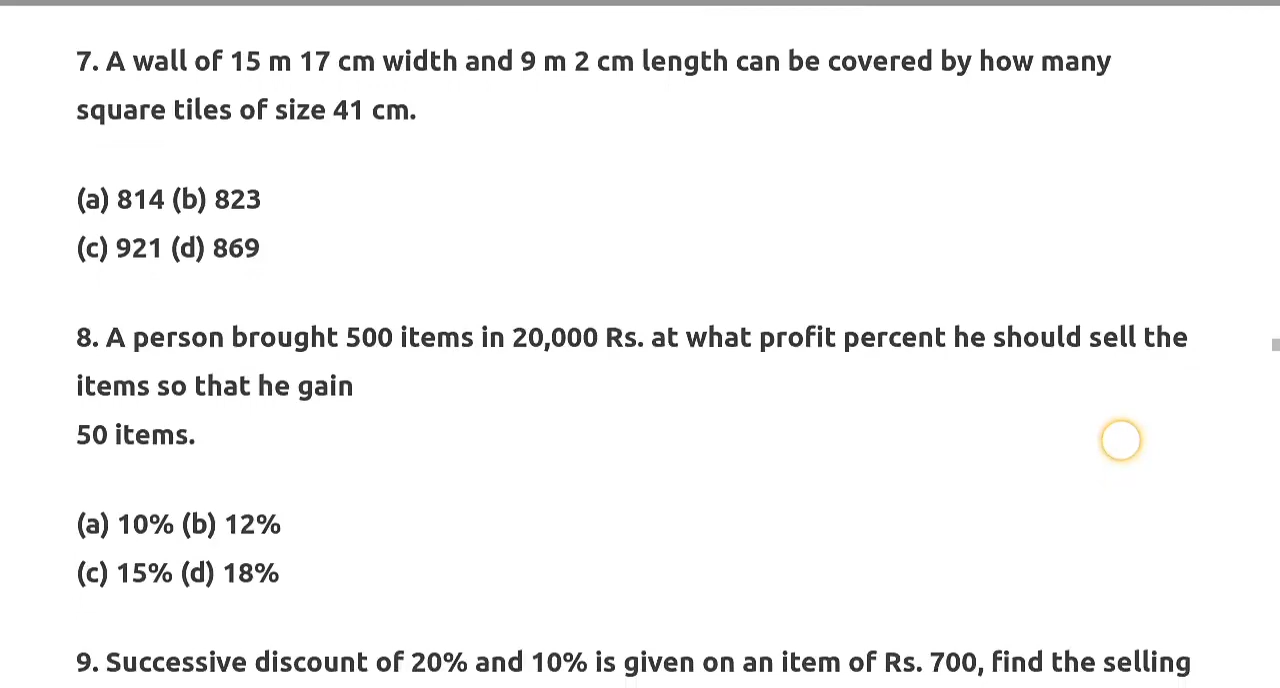 7. A wall of 15 m 17 cm width and 9 m 2 cm length can be covered by how many
square tiles of size 41 cm.
(a) 814 (b) 823
(c) 921 (d) 869
8. A person brought 500 items in 20,000 Rs. at what profit percent he should sell the
items so that he gain
50 items.
(a) 10% (b) 12%
(c) 15% (d) 18%
9. Successive discount of 20% and 10% is given on an item of Rs. 700, find the selling